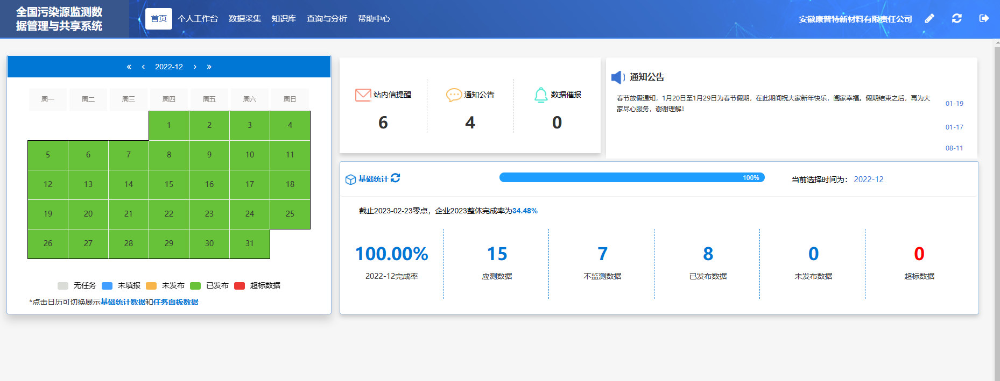 全国污染源监测数
据管理与共享系统
首页 个人工作台 数据采集 知识库 查询与分析 帮助中心
安徽康普特新材料有限责任公司
2022-12
周一 周二 周三 周四 周五 周六 周日
1 2 3 4
5 6 7 8 9 10 11
12 13 14 15 16 17 18
19 20 21 22 23 24 25
26 27 28 29 30 31
无任务 未填报 未发布 已发布 超标数据
*点击日历可切换展示基础统计数据和任务面板数据
站内信提醒 通知公告 数据催报
6 4 0
通知公告
春节放假通知，1月20日至1月29日为春节假期，在此期间祝大家新年快乐，阖家幸福。假期结束之后，再为大
家尽心服务，谢谢理解！
01-19
01-17
08-11
基础统计 100% 当前选择时间为： 2022-12
截止2023-02-23零点，企业2023整体完成率为34.48%
100.00% 15 7 8 0 0
2022-12完成率 应测数据 不监测数据 已发布数据 未发布数据 超标数据